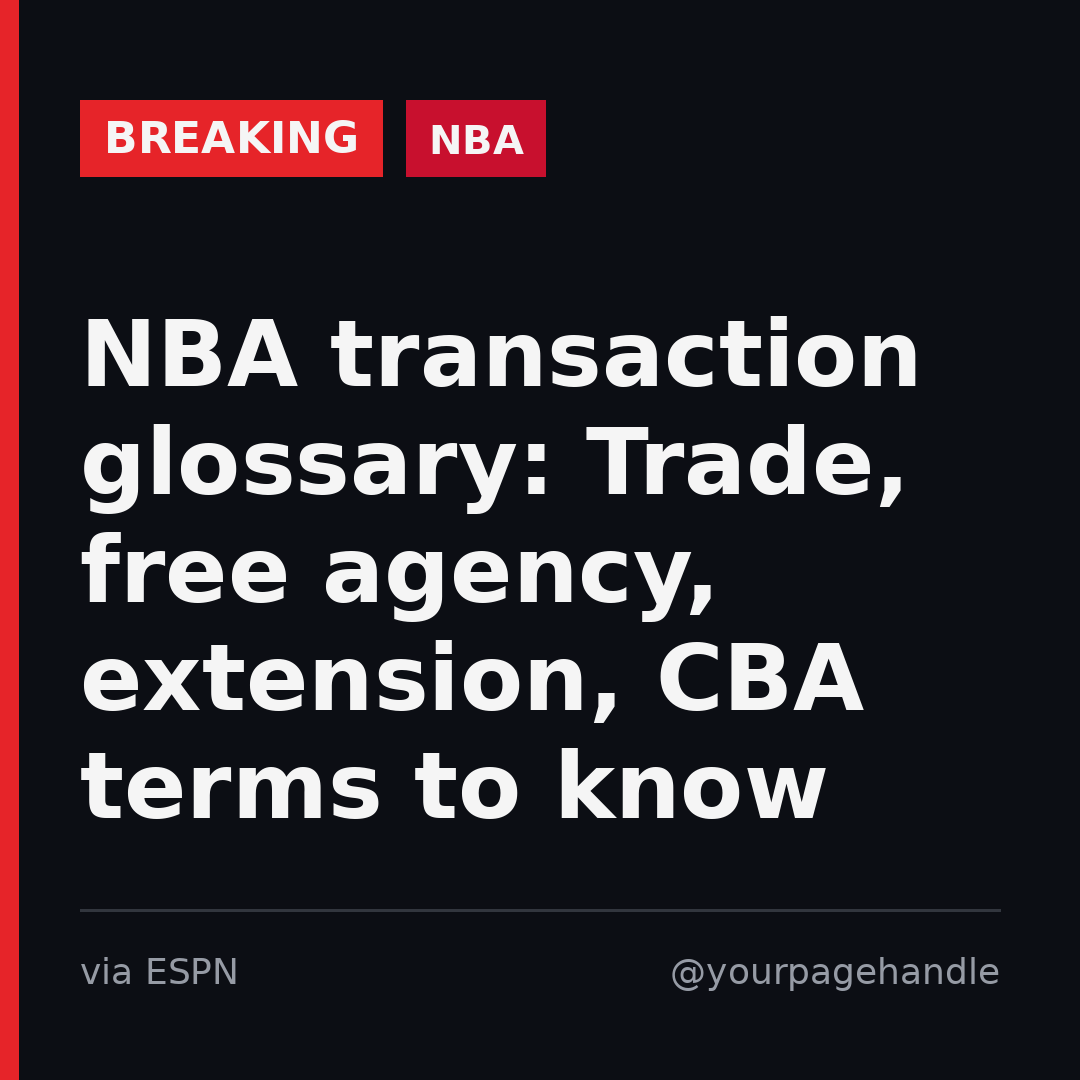 BREAKING NBA
NBA transaction
glossary: Trade,
free agency,
extension, CBA
terms to know
via ESPN @yourpagehandle